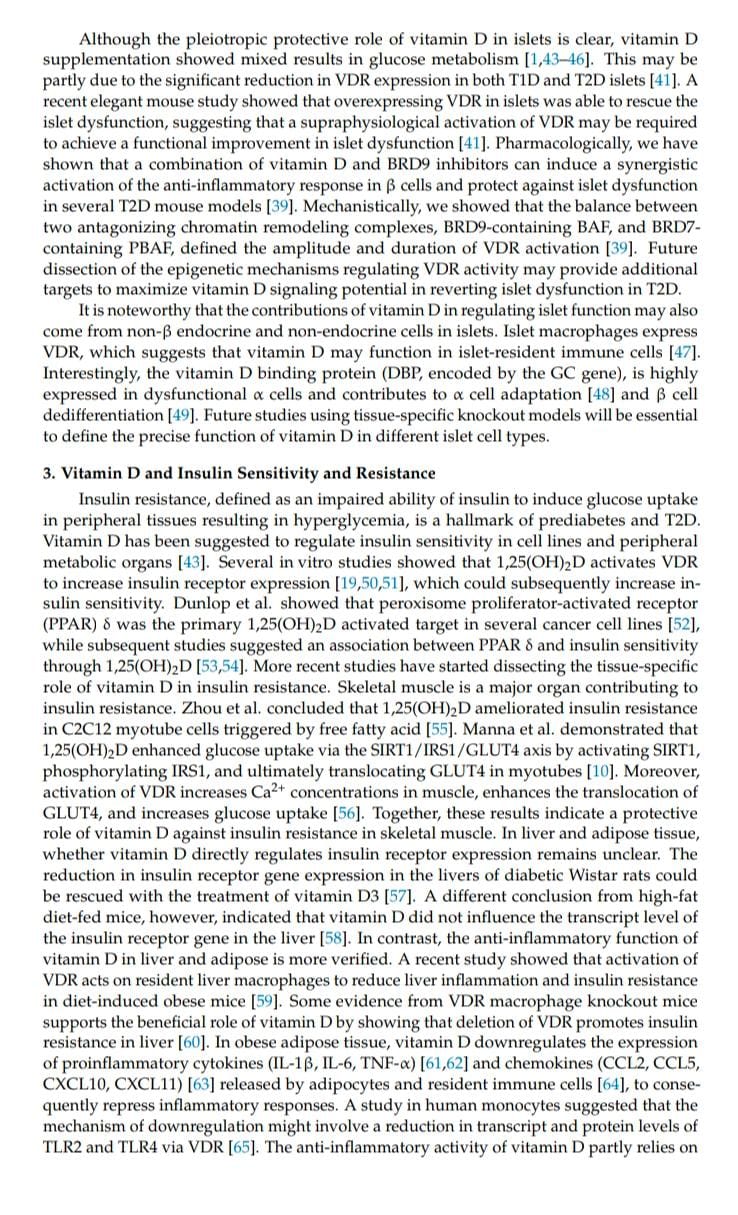 Although the pleiotropic protective role of vitamin D in islets is clear, vitamin D
supplementation showed mixed results in glucose metabolism [1,43–46]. This may be
partly due to the significant reduction in VDR expression in both T1D and T2D islets [41]. A
recent elegant mouse study showed that overexpressing VDR in islets was able to rescue the
islet dysfunction, suggesting that a supraphysiological activation of VDR may be required
to achieve a functional improvement in islet dysfunction [41]. Pharmacologically, we have
shown that a combination of vitamin D and BRD9 inhibitors can induce a synergistic
activation of the anti-inflammatory response in β cells and protect against islet dysfunction
in several T2D mouse models [39]. Mechanistically, we showed that the balance between
two antagonizing chromatin remodeling complexes, BRD9-containing BAF, and BRD7-
containing PBAF, defined the amplitude and duration of VDR activation [39]. Future
dissection of the epigenetic mechanisms regulating VDR activity may provide additional
targets to maximize vitamin D signaling potential in reverting islet dysfunction in T2D.
It is noteworthy that the contributions of vitamin D in regulating islet function may also
come from non-β endocrine and non-endocrine cells in islets. Islet macrophages express
VDR, which suggests that vitamin D may function in islet-resident immune cells [47].
Interestingly, the vitamin D binding protein (DBP, encoded by the GC gene), is highly
expressed in dysfunctional α cells and contributes to α cell adaptation [48] and β cell
dedifferentiation [49]. Future studies using tissue-specific knockout models will be essential
to define the precise function of vitamin D in different islet cell types.
3. Vitamin D and Insulin Sensitivity and Resistance
Insulin resistance, defined as an impaired ability of insulin to induce glucose uptake
in peripheral tissues resulting in hyperglycemia, is a hallmark of prediabetes and T2D.
Vitamin D has been suggested to regulate insulin sensitivity in cell lines and peripheral
metabolic organs [43]. Several in vitro studies showed that 1,25(OH)₂D activates VDR
to increase insulin receptor expression [19,50,51], which could subsequently increase in-
sulin sensitivity. Dunlop et al. showed that peroxisome proliferator-activated receptor
(PPAR) δ was the primary 1,25(OH)₂D activated target in several cancer cell lines [52],
while subsequent studies suggested an association between PPAR δ and insulin sensitivity
through 1,25(OH)₂D [53,54]. More recent studies have started dissecting the tissue-specific
role of vitamin D in insulin resistance. Skeletal muscle is a major organ contributing to
insulin resistance. Zhou et al. concluded that 1,25(OH)₂D ameliorated insulin resistance
in C2C12 myotube cells triggered by free fatty acid [55]. Manna et al. demonstrated that
1,25(OH)₂D enhanced glucose uptake via the SIRT1/IRS1/GLUT4 axis by activating SIRT1,
phosphorylating IRS1, and ultimately translocating GLUT4 in myotubes [10]. Moreover,
activation of VDR increases Ca²⁺ concentrations in muscle, enhances the translocation of
GLUT4, and increases glucose uptake [56]. Together, these results indicate a protective
role of vitamin D against insulin resistance in skeletal muscle. In liver and adipose tissue,
whether vitamin D directly regulates insulin receptor expression remains unclear. The
reduction in insulin receptor gene expression in the livers of diabetic Wistar rats could
be rescued with the treatment of vitamin D3 [57]. A different conclusion from high-fat
diet-fed mice, however, indicated that vitamin D did not influence the transcript level of
the insulin receptor gene in the liver [58]. In contrast, the anti-inflammatory function of
vitamin D in liver and adipose is more verified. A recent study showed that activation of
VDR acts on resident liver macrophages to reduce liver inflammation and insulin resistance
in diet-induced obese mice [59]. Some evidence from VDR macrophage knockout mice
supports the beneficial role of vitamin D by showing that deletion of VDR promotes insulin
resistance in liver [60]. In obese adipose tissue, vitamin D downregulates the expression
of proinflammatory cytokines (IL-1β, IL-6, TNF-α) [61,62] and chemokines (CCL2, CCL5,
CXCL10, CXCL11) [63] released by adipocytes and resident immune cells [64], to conse-
quently repress inflammatory responses. A study in human monocytes suggested that the
mechanism of downregulation might involve a reduction in transcript and protein levels of
TLR2 and TLR4 via VDR [65]. The anti-inflammatory activity of vitamin D partly relies on